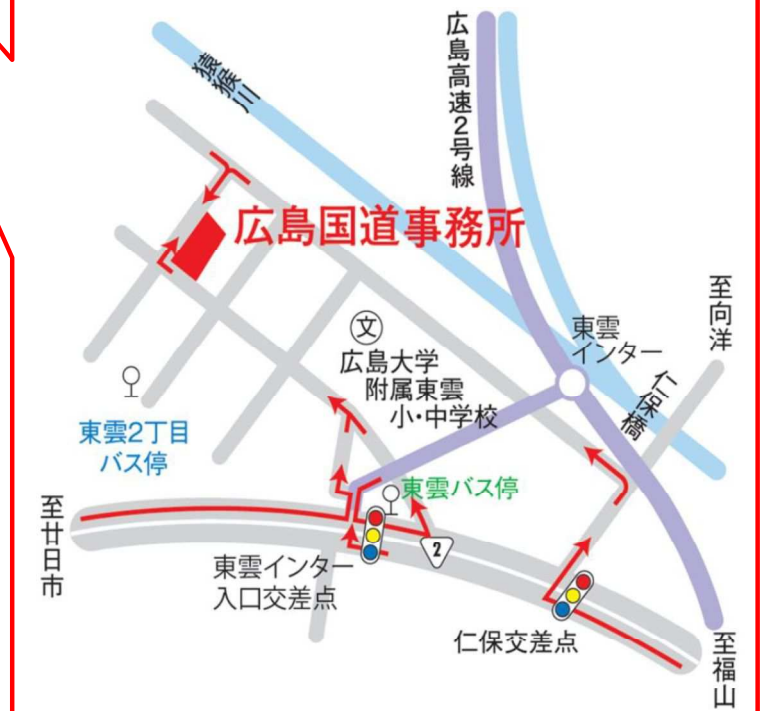 広島高速2号線
猿猴川
広島国道事務所
至向洋
東雲
インター
文
広島大学
附属東雲
小・中学校
仁保橋
東雲2丁目
バス停
東雲バス停
至廿日市
2
東雲インター
入口交差点
仁保交差点
至福山